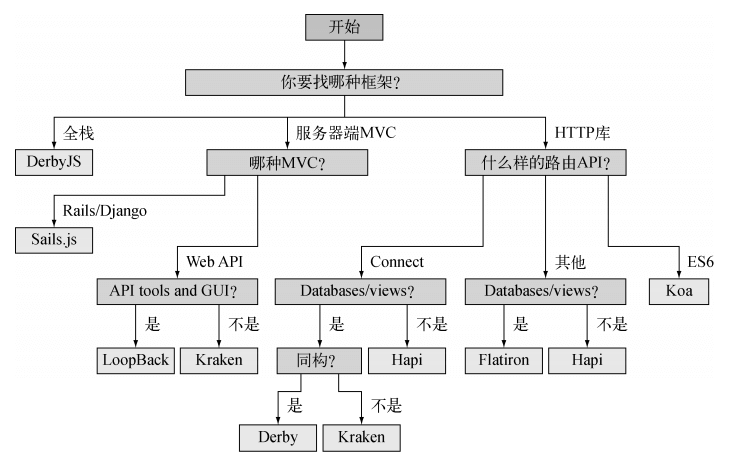 开始
你要找哪种框架？
全栈
服务器端MVC
HTTP库
DerbyJS
哪种MVC？
什么样的路由API？
Rails/Django
Sails.js
Web API
Connect
其他
ES6
API tools and GUI？
Databases/views？
Databases/views？
Koa
是
不是
是
不是
是
不是
LoopBack
Kraken
同构？
Hapi
Flatiron
Hapi
是
不是
Derby
Kraken